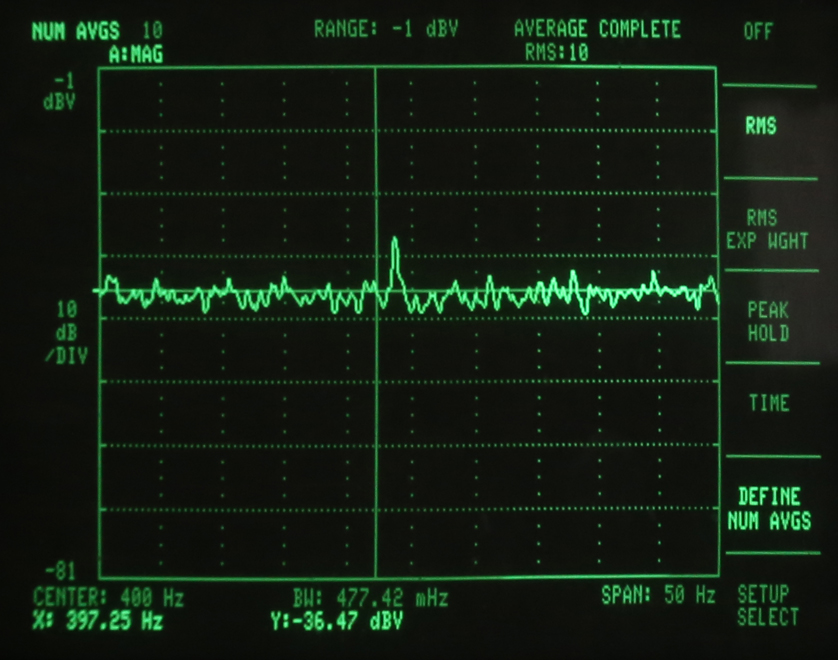 NUM AVGS 10
RANGE: -1 dBV
AVERAGE COMPLETE
OFF
A:MAG
RMS:10
-1
dBV
RMS
RMS
EXP WGHT
10
dB
/DIV
PEAK
HOLD
TIME
DEFINE
NUM AVGS
-81
CENTER: 400 Hz
BW: 477.42 mHz
SPAN: 50 Hz
X: 397.25 Hz
Y:-36.47 dBV
SETUP
SELECT